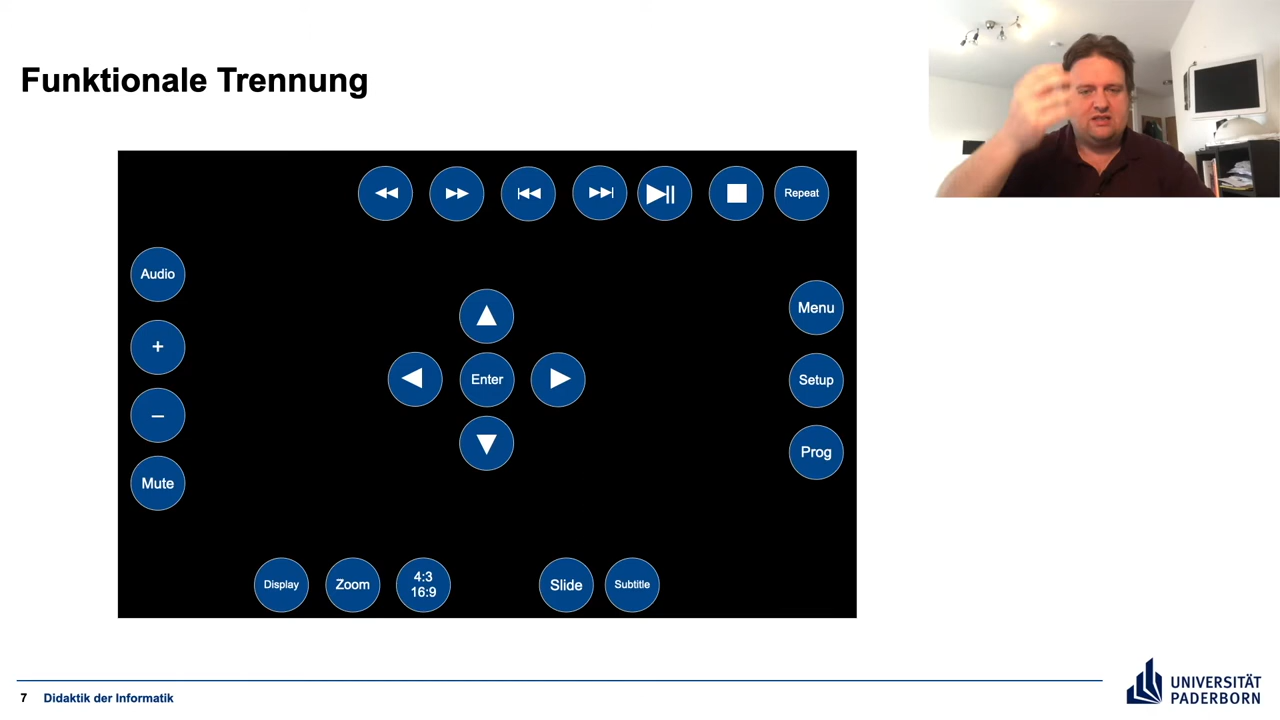 Funktionale Trennung
Repeat
Audio
Menu
+
Enter
Setup
–
Prog
Mute
Display
Zoom
4:3
16:9
Slide
Subtitle
7 Didaktik der Informatik
UNIVERSITÄT
PADERBORN